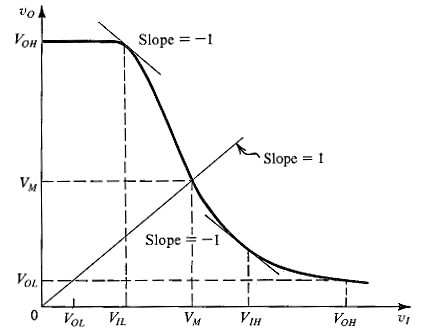 v_O
V_OH
Slope = −1
Slope = 1
V_M
Slope = −1
V_OL
0
V_OL
V_IL
V_M
V_IH
V_OH
v_I